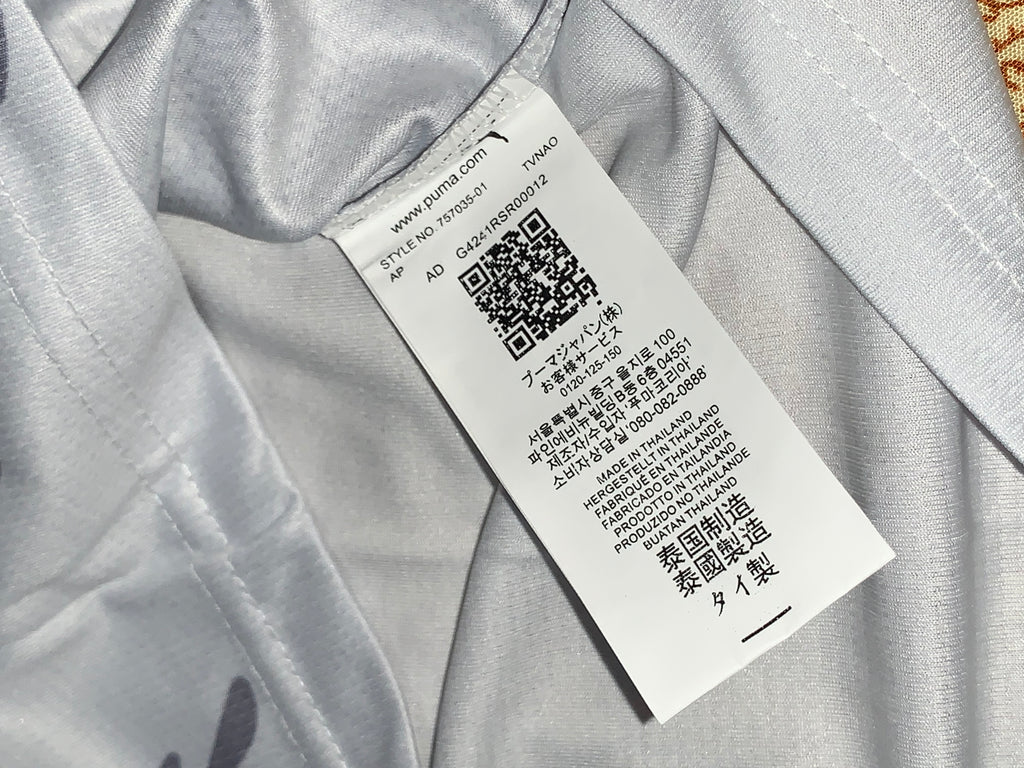 www.puma.com
STYLE NO. 757035-01 TVNAO
AP AD G4241RSR00012
プーマジャパン(株)
お客様サービス
0120-125-150
서울특별시 중구 을지로 100
파인에비뉴빌딩 B동 6층 04551
제조자/수입자 '푸마코리아'
소비자상담실 '080-082-0888'
MADE IN THAILAND
HERGESTELLT IN THAILAND
FABRIQUÉ EN THAILANDE
FABRICADO EN TAILANDIA
PRODOTTO IN THAILANDIA
PRODUZIDO NO THAILANDE
BUATAN THAILAND
泰国制造
泰國製造
タイ製